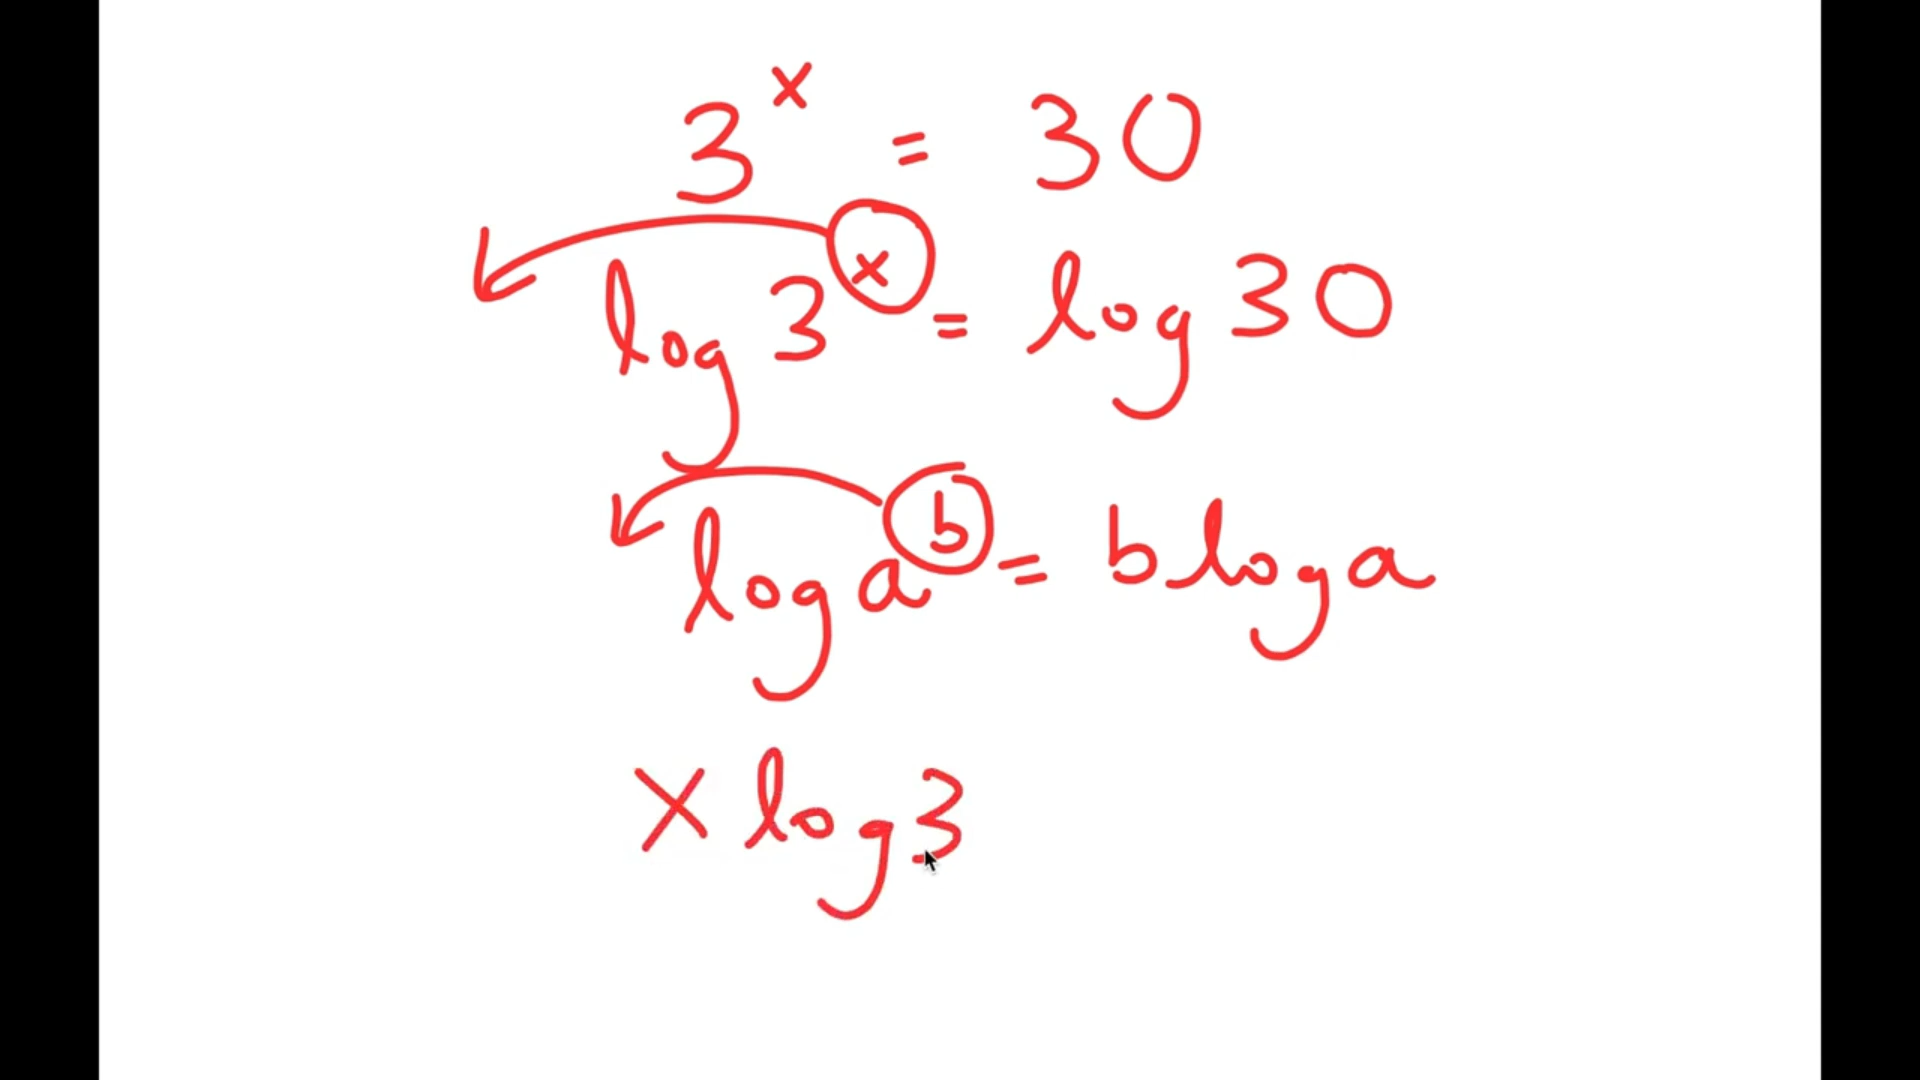 3^x = 30
log 3^x = log 30
log a^b = b log a
x log 3